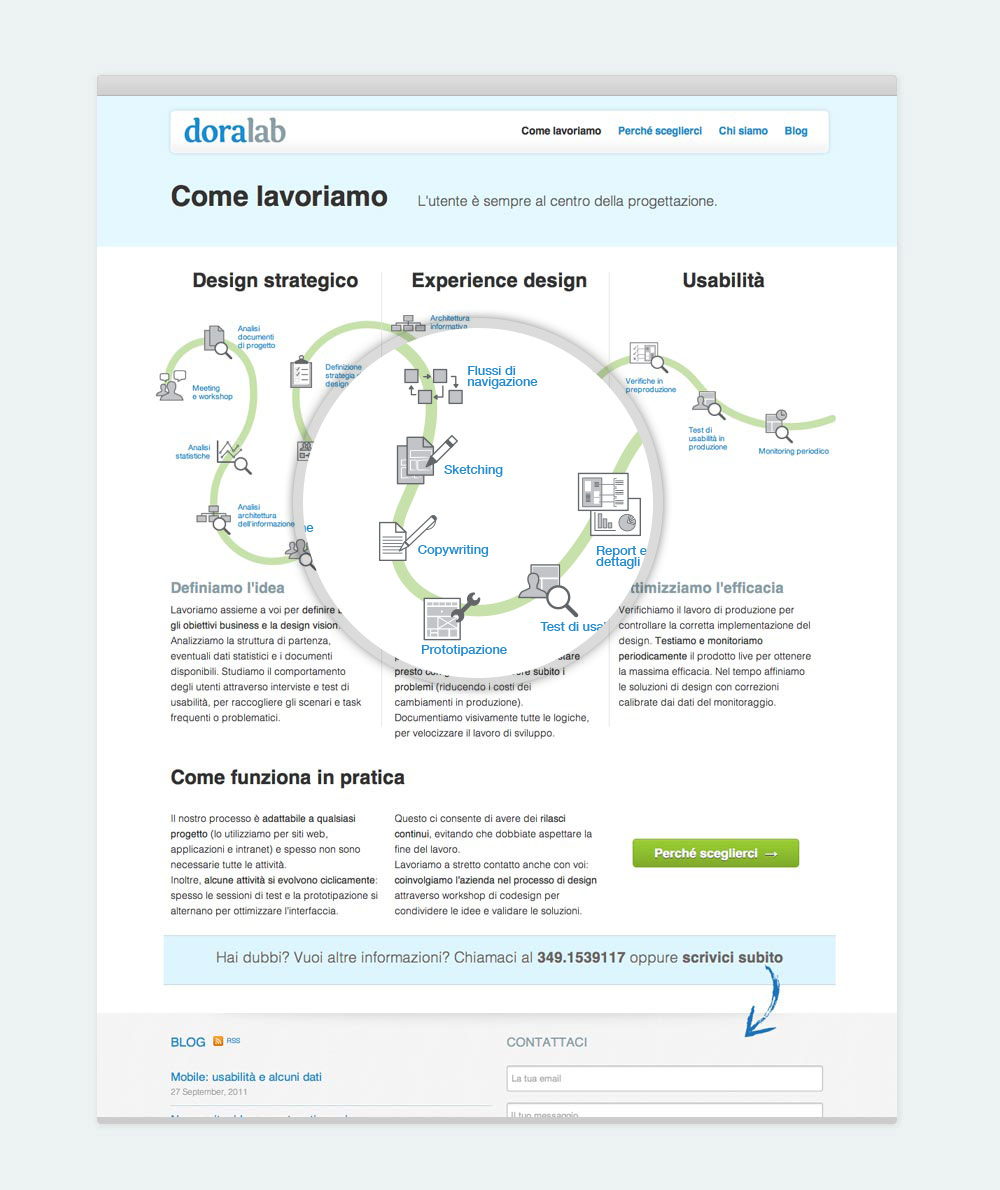 doralab
Come lavoriamo
Perché sceglierci
Chi siamo
Blog
Come lavoriamo
L'utente è sempre al centro della progettazione.
Design strategico
Experience design
Usabilità
Meeting
e workshop
Analisi
documenti
di progetto
Analisi
statistiche
Analisi
architettura
dell'informazione
Definizione
strategia
design
Architettura
informativa
Flussi di
navigazione
Sketching
Copywriting
Prototipazione
Test di usa
Report e
dettagli
Verifiche in
preproduzione
Test di
usabilità in
produzione
Monitoring periodico
Definiamo l'idea
Lavoriamo assieme a voi per definire
gli obiettivi business e la design vision.
Analizziamo la struttura di partenza,
eventuali dati statistici e i documenti
disponibili. Studiamo il comportamento
degli utenti attraverso interviste e test di
usabilità, per raccogliere gli scenari e task
frequenti o problematici.
presto con
subito i
problemi (riducendo i costi dei
cambiamenti in produzione).
Documentiamo visivamente tutte le logiche,
per velocizzare il lavoro di sviluppo.
ttimizziamo l'efficacia
Verifichiamo il lavoro di produzione per
controllare la corretta implementazione del
design. Testiamo e monitoriamo
periodicamente il prodotto live per ottenere
la massima efficacia. Nel tempo affiniamo
le soluzioni di design con correzioni
calibrate dai dati del monitoraggio.
Come funziona in pratica
Il nostro processo è adattabile a qualsiasi
progetto (lo utilizziamo per siti web,
applicazioni e intranet) e spesso non sono
necessarie tutte le attività.
Inoltre, alcune attività si evolvono ciclicamente:
spesso le sessioni di test e la prototipazione si
alternano per ottimizzare l'interfaccia.
Questo ci consente di avere dei rilasci
continui, evitando che dobbiate aspettare la
fine del lavoro.
Lavoriamo a stretto contatto anche con voi:
coinvolgiamo l'azienda nel processo di design
attraverso workshop di codesign per
condividere le idee e validare le soluzioni.
Perché sceglierci →
Hai dubbi? Vuoi altre informazioni? Chiamaci al 349.1539117 oppure scrivici subito
BLOG RSS
Mobile: usabilità e alcuni dati
27 September, 2011
CONTATTACI
La tua email
Il tuo messaggio